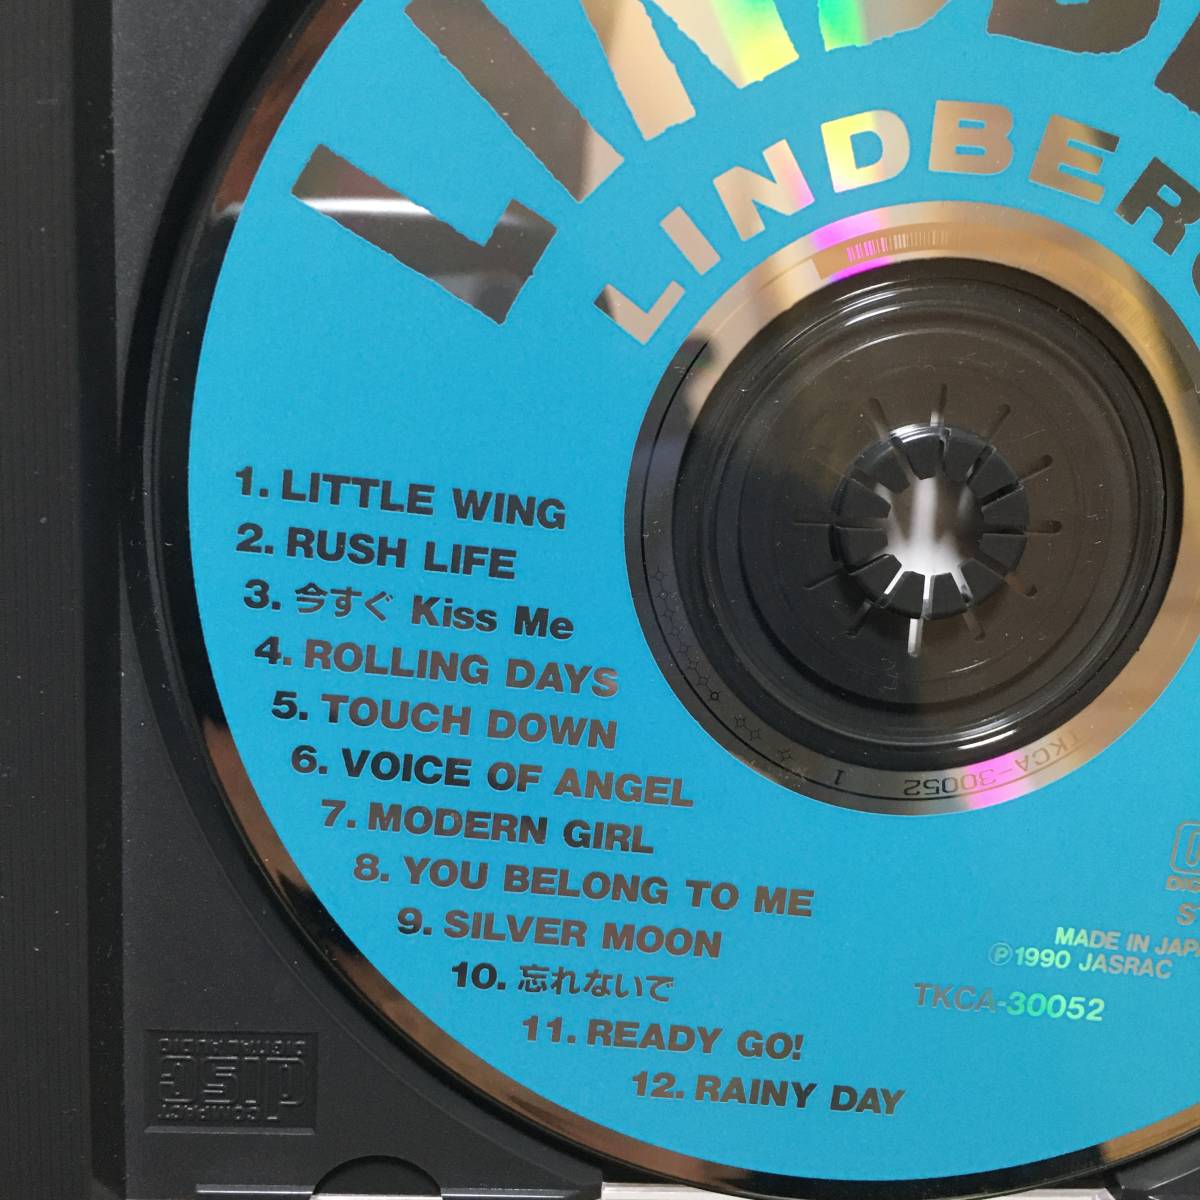 LINDBE
LINDBERG
1. LITTLE WING
2. RUSH LIFE
3. 今すぐ Kiss Me
4. ROLLING DAYS
5. TOUCH DOWN
6. VOICE OF ANGEL
7. MODERN GIRL
8. YOU BELONG TO ME
9. SILVER MOON
10. 忘れないで
11. READY GO!
12. RAINY DAY
MADE IN JAPA
Ⓟ1990 JASRAC
TKCA-30052
TKCA-30052 1
COMPACT
disc
DIGITAL AUDIO